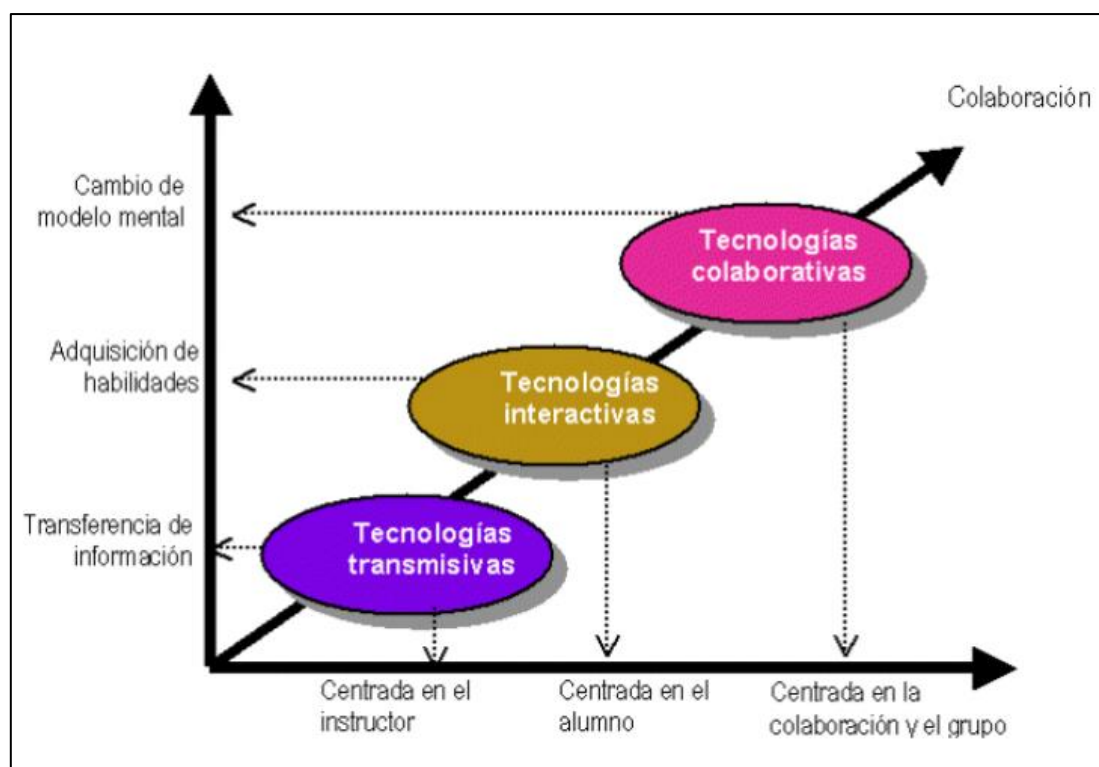 Colaboración
Cambio de
modelo mental
Tecnologías
colaborativas
Adquisición de
habilidades
Tecnologías
interactivas
Transferencia de
información
Tecnologías
transmisivas
Centrada en el
instructor
Centrada en el
alumno
Centrada en la
colaboración y el grupo